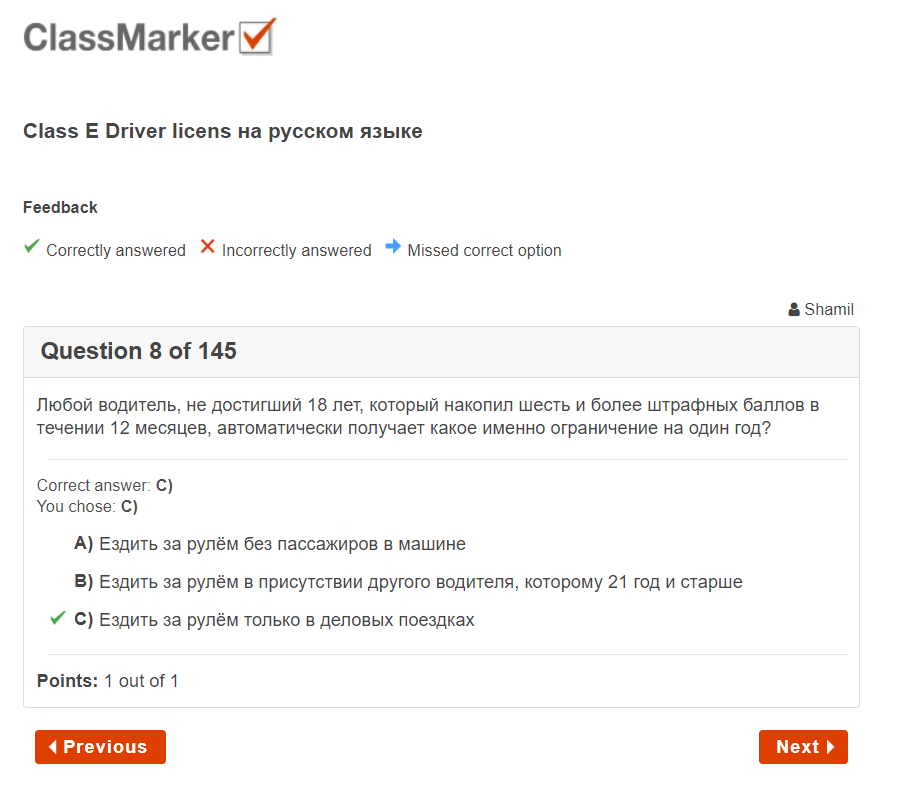 ClassMarker
Class E Driver licens на русском языке
Feedback
Correctly answered Incorrectly answered Missed correct option
Shamil
Question 8 of 145
Любой водитель, не достигший 18 лет, который накопил шесть и более штрафных баллов в
течении 12 месяцев, автоматически получает какое именно ограничение на один год?
Correct answer: C)
You chose: C)
A) Ездить за рулём без пассажиров в машине
B) Ездить за рулём в присутствии другого водителя, которому 21 год и старше
C) Ездить за рулём только в деловых поездках
Points: 1 out of 1
Previous Next